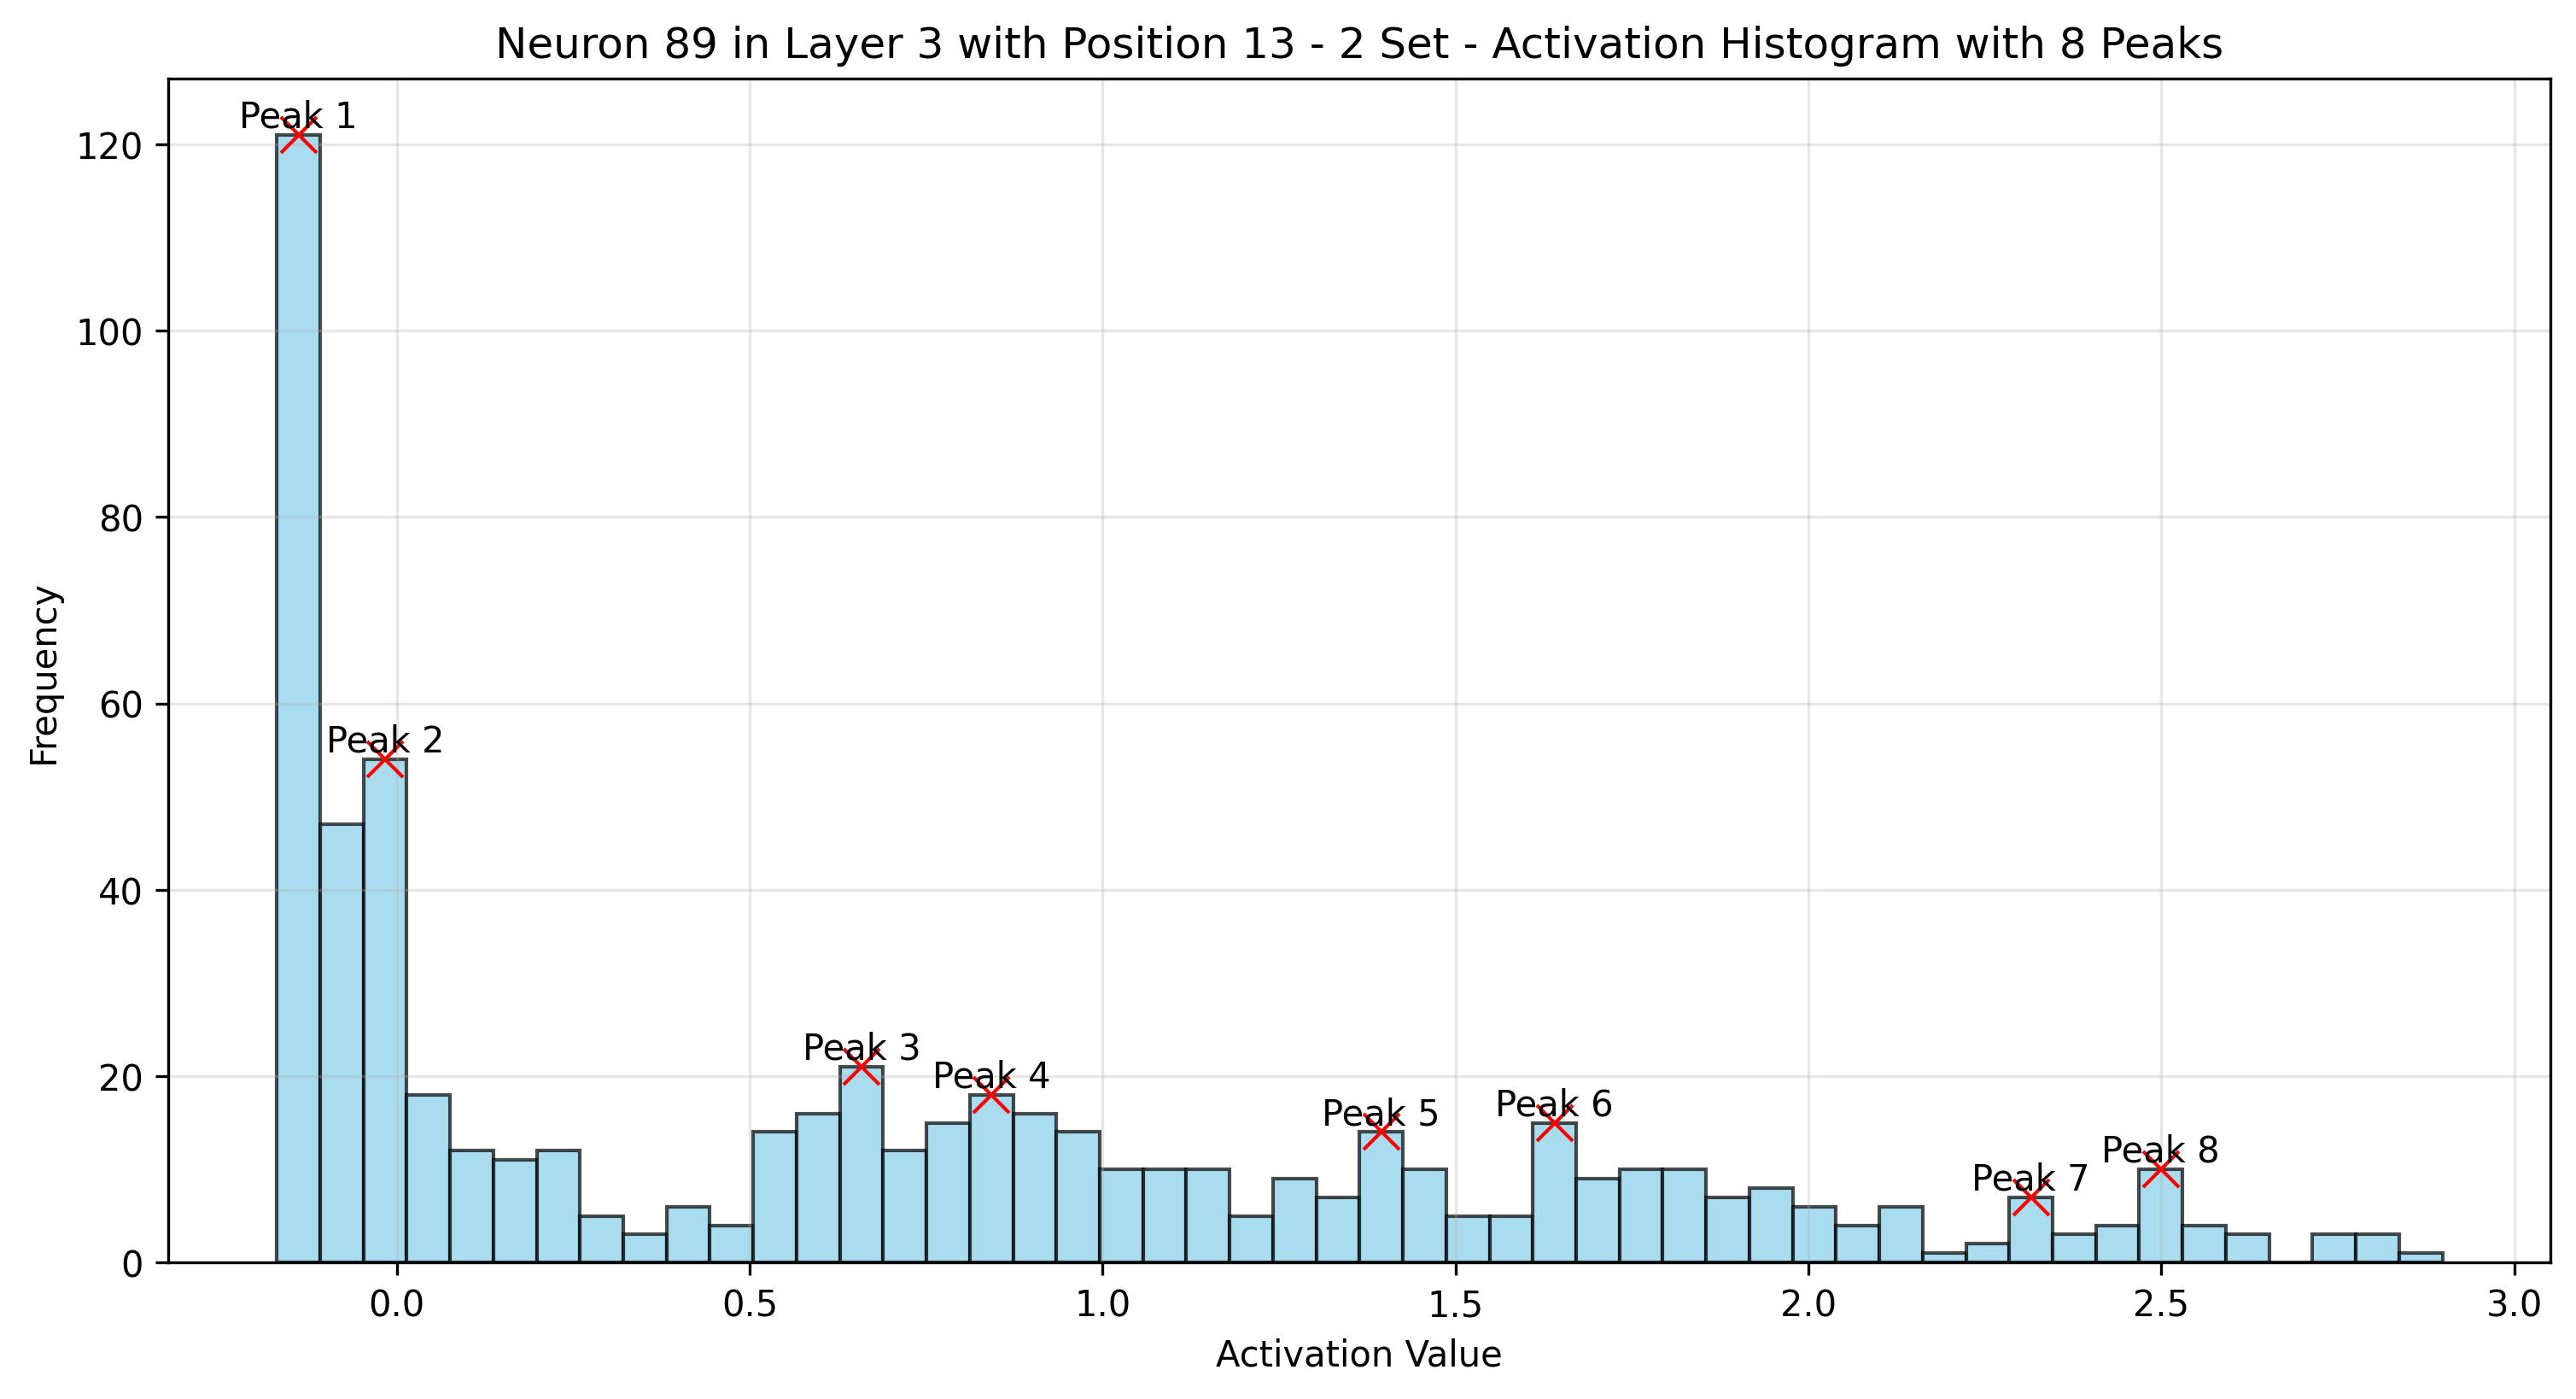 Neuron 89 in Layer 3 with Position 13 - 2 Set - Activation Histogram with 8 Peaks
Peak 1
120
100
80
Frequency
60
Peak 2
40
20
Peak 3
Peak 4
Peak 5
Peak 6
Peak 7
Peak 8
0
0.0 0.5 1.0 1.5 2.0 2.5 3.0
Activation Value